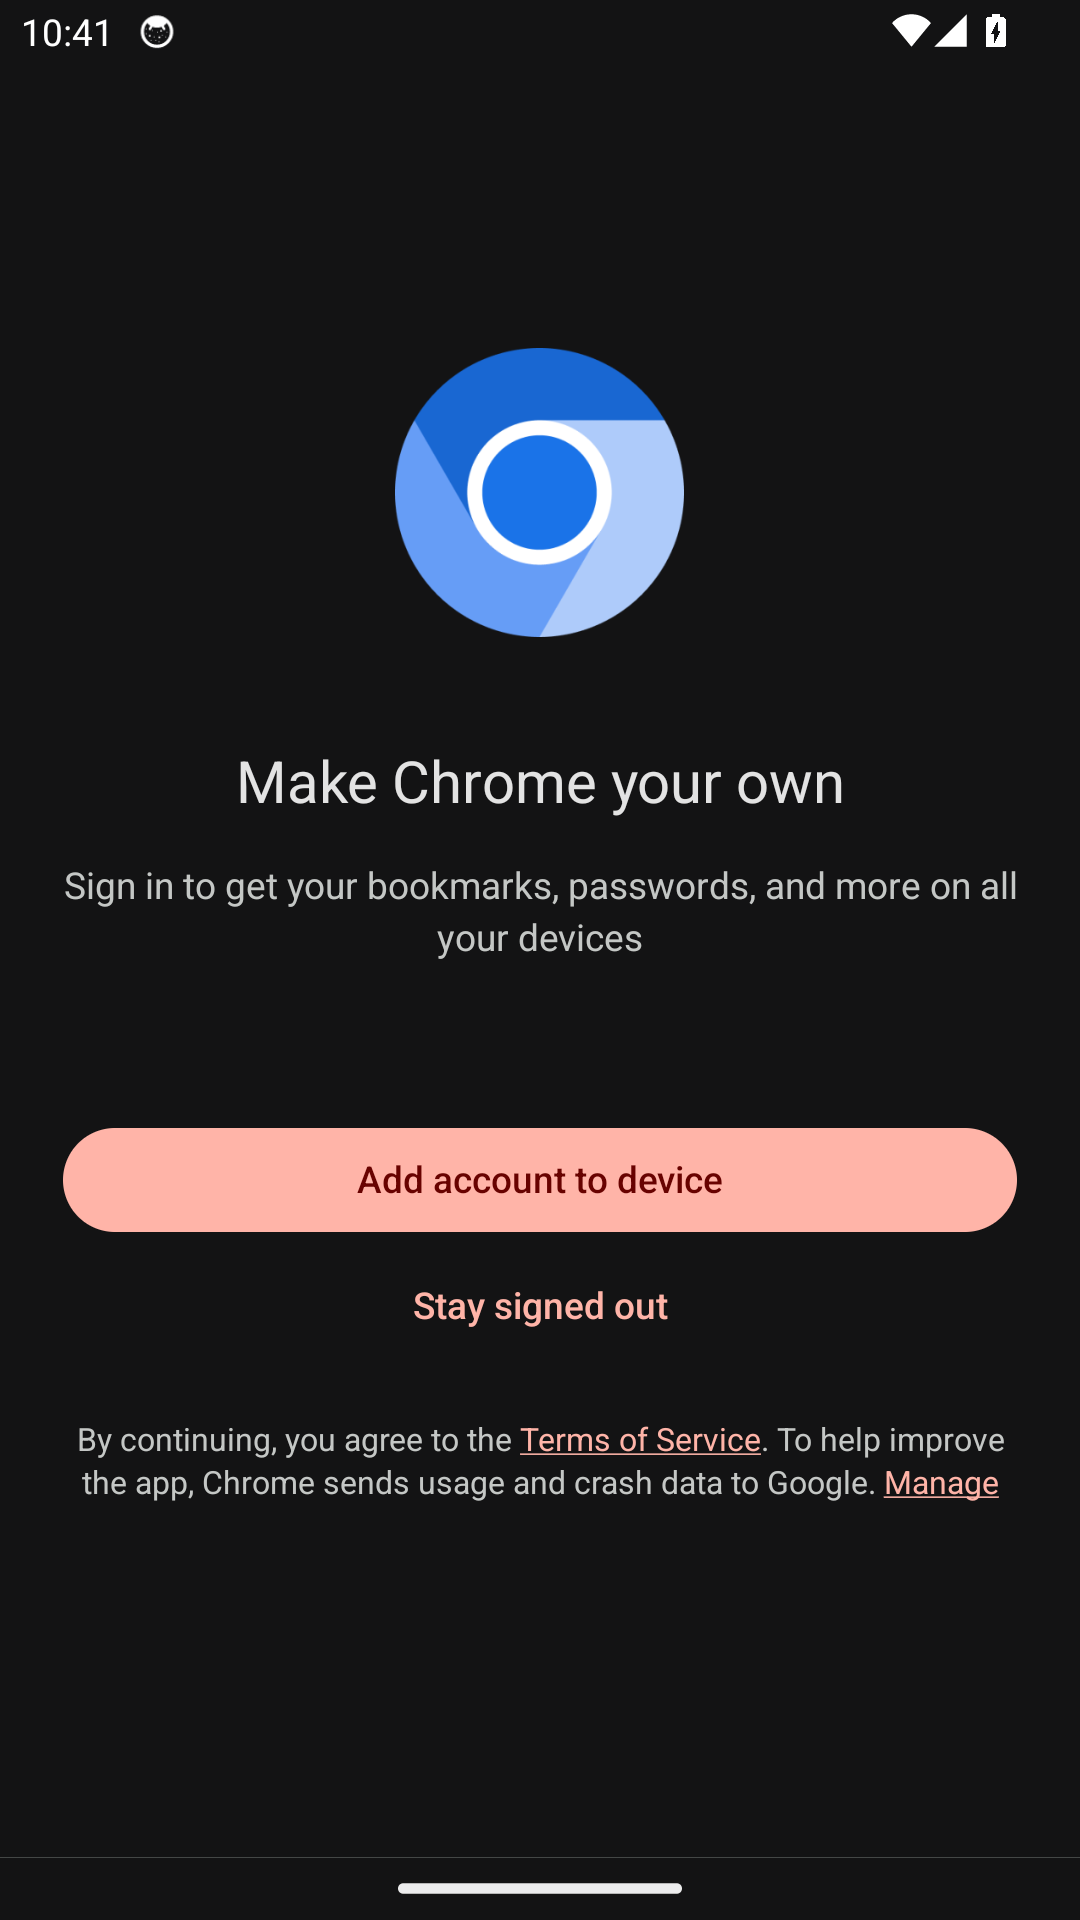 10:41
Make Chrome your own
Sign in to get your bookmarks, passwords, and more on all
your devices
Add account to device
Stay signed out
By continuing, you agree to the Terms of Service. To help improve
the app, Chrome sends usage and crash data to Google. Manage